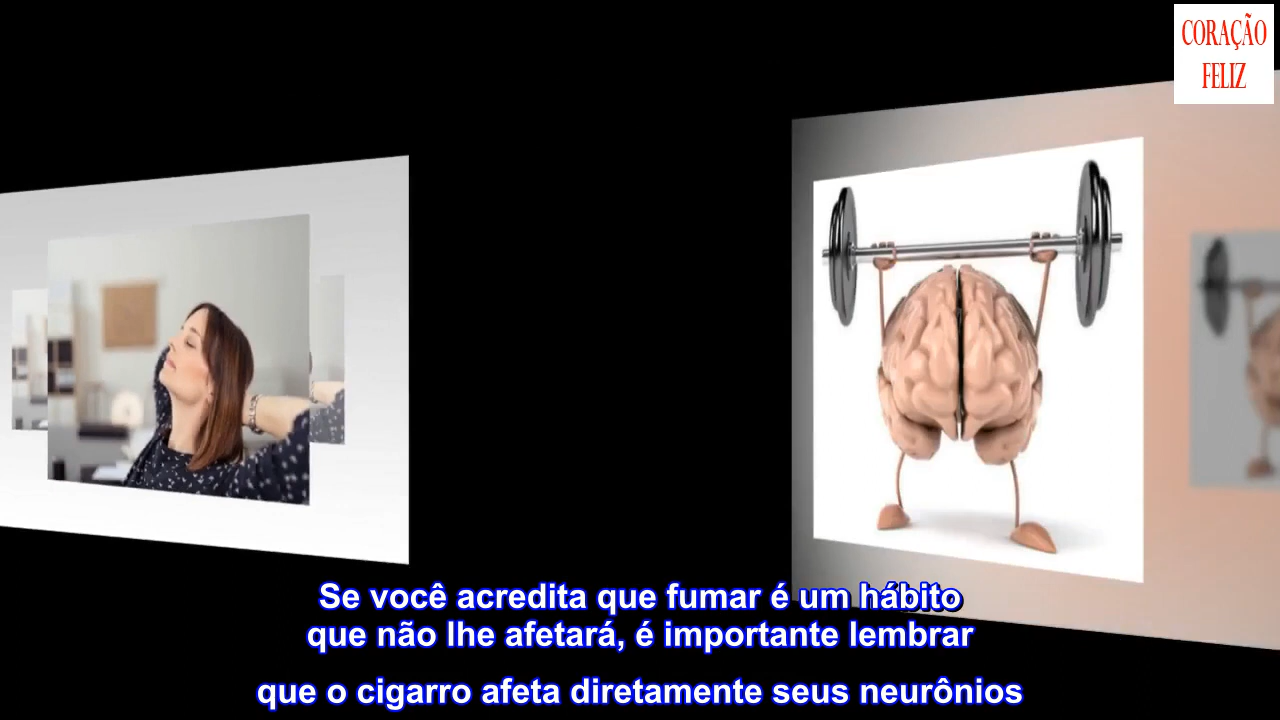 CORAÇÃO
FELIZ
Se você acredita que fumar é um hábito
que não lhe afetará, é importante lembrar
que o cigarro afeta diretamente seus neurônios